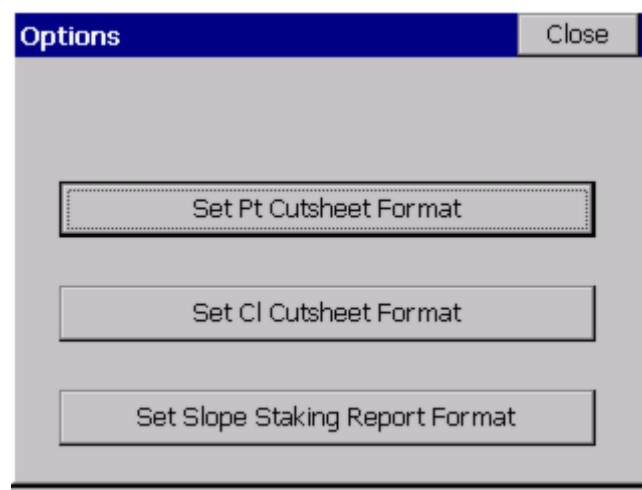 Options
Close
Set Pt Cutsheet Format
Set Cl Cutsheet Format
Set Slope Staking Report Format